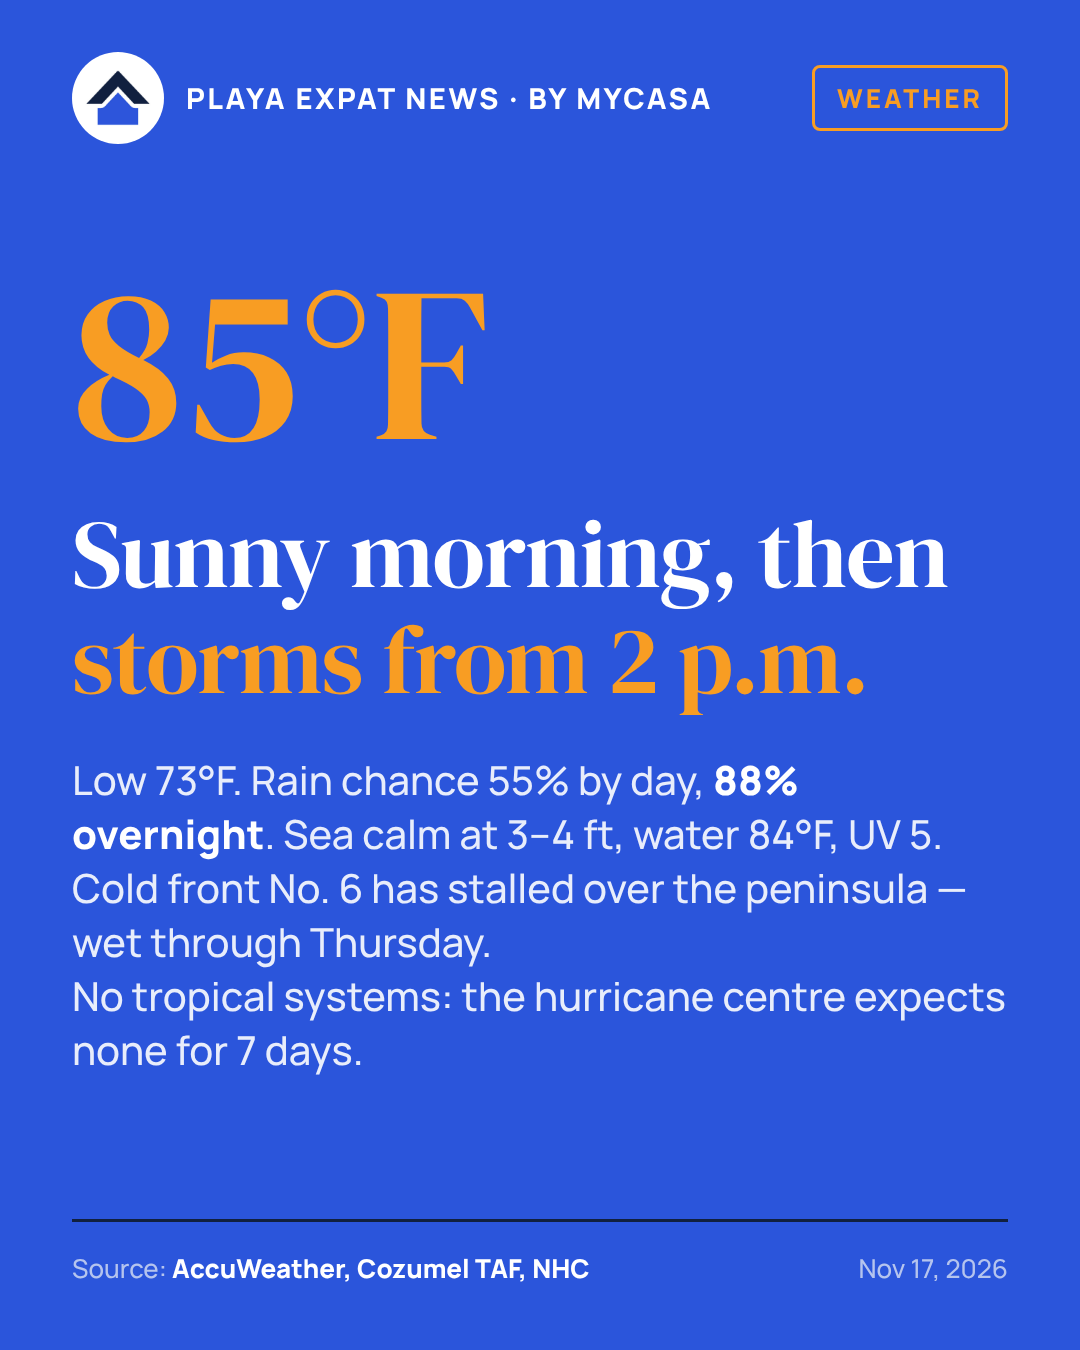 PLAYA EXPAT NEWS · BY MYCASA
WEATHER
85°F
Sunny morning, then
storms from 2 p.m.
Low 73°F. Rain chance 55% by day, 88%
overnight. Sea calm at 3–4 ft, water 84°F, UV 5.
Cold front No. 6 has stalled over the peninsula —
wet through Thursday.
No tropical systems: the hurricane centre expects
none for 7 days.
Source: AccuWeather, Cozumel TAF, NHC
Nov 17, 2026